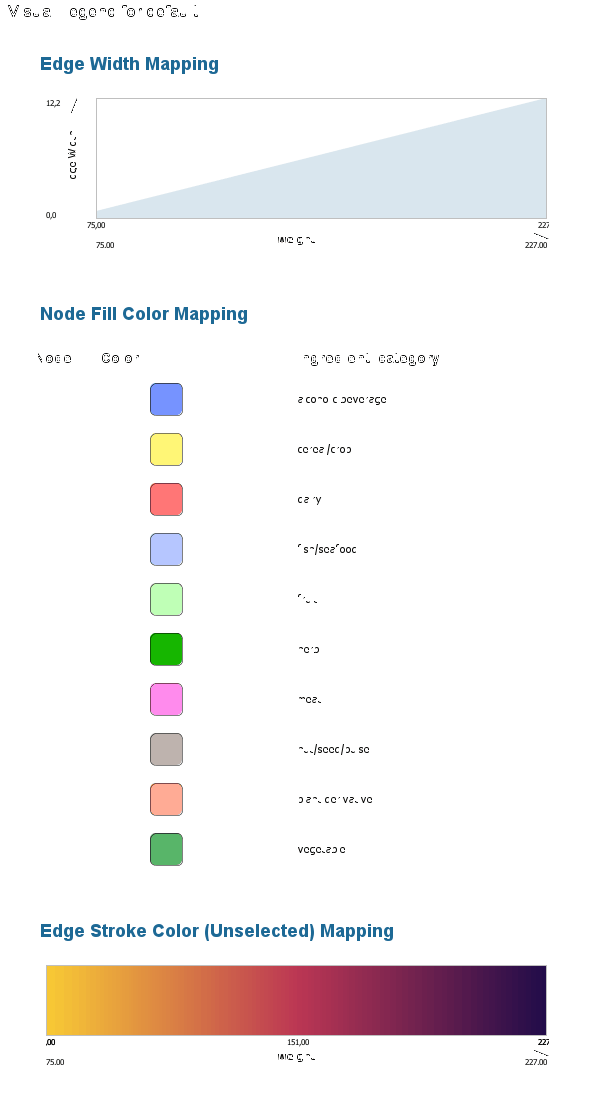 Visual Legend for default
Edge Width Mapping
12,2
Edge Width
0,0
75,00 227
75.00 weight 227.00
Node Fill Color Mapping
Node Color ingredient category
alcoholic beverage
cereal/crop
dairy
fish/seafood
fruit
herb
meat
nut/seed/pulse
plant derivative
vegetable
Edge Stroke Color (Unselected) Mapping
,00 151,00 227
75.00 weight 227.00